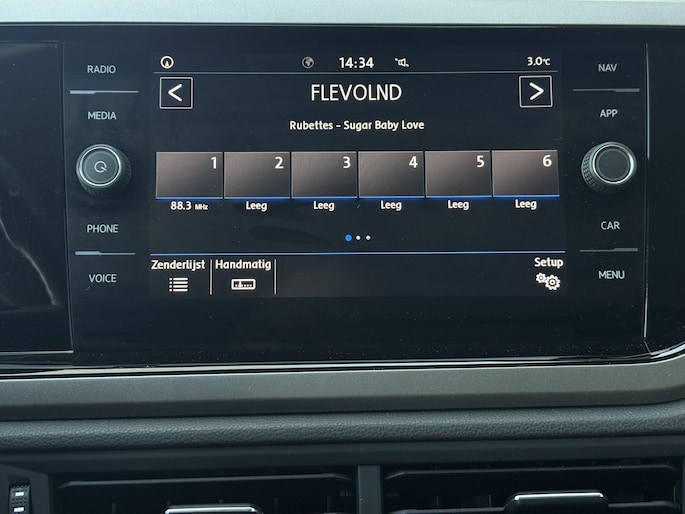 RADIO
MEDIA
PHONE
VOICE
14:34
3.0°C
FLEVOLND
Rubettes - Sugar Baby Love
1 2 3 4 5 6
88.3 MHz Leeg Leeg Leeg Leeg Leeg
Zenderlijst Handmatig Setup
NAV
APP
CAR
MENU